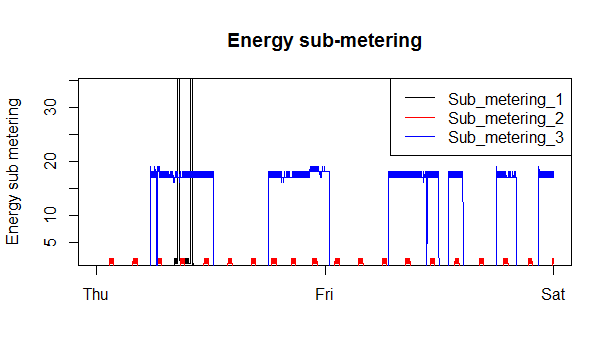 Energy sub-metering
Energy sub metering
30
20
10
5
Sub_metering_1
Sub_metering_2
Sub_metering_3
Thu Fri Sat